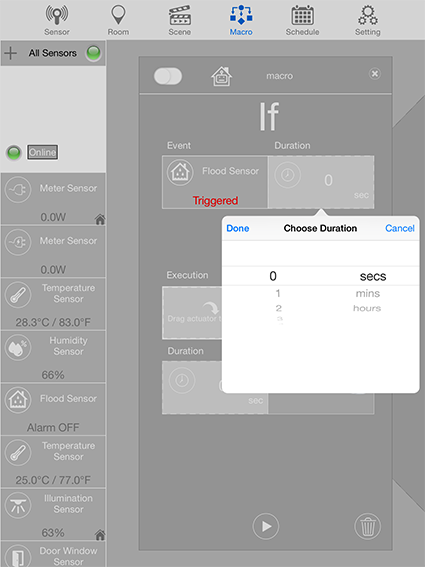 Sensor
Room
Scene
Macro
Schedule
Setting
+ All Sensors
Online
Meter Sensor
0.0W
Meter Sensor
0.0W
Temperature
Sensor
28.3°C / 83.0°F
Humidity
Sensor
66%
Flood Sensor
Alarm OFF
Temperature
Sensor
25.0°C / 77.0°F
Illumination
Sensor
63%
Door Window
Sensor
macro
If
Event
Duration
Flood Sensor
Triggered
0
sec
Done
Choose Duration
Cancel
0 secs
1 mins
2 hours
Execution
Drag actuator
Duration
sec